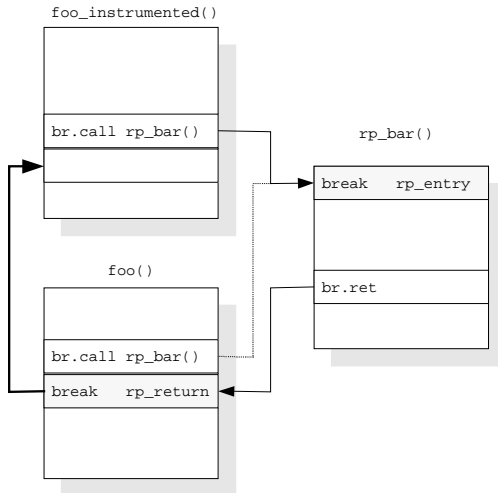 foo_instrumented()
br.call rp_bar()
rp_bar()
break rp_entry
br.ret
foo()
br.call rp_bar()
break rp_return